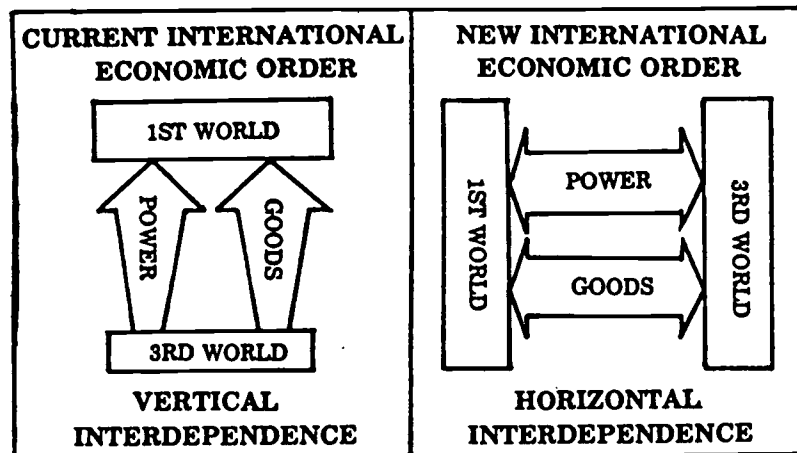 CURRENT INTERNATIONAL
ECONOMIC ORDER
1ST WORLD
POWER
GOODS
3RD WORLD
VERTICAL
INTERDEPENDENCE
NEW INTERNATIONAL
ECONOMIC ORDER
1ST WORLD
POWER
GOODS
3RD WORLD
HORIZONTAL
INTERDEPENDENCE